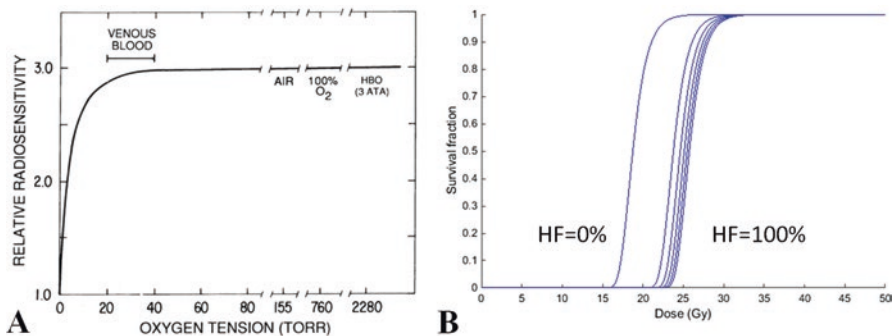 VENOUS
BLOOD
3.0
AIR
100%
O2
HBO
(3 ATA)
2.0
1.0
0 20 40 60 80 155 760 2280
RELATIVE RADIOSENSITIVITY
OXYGEN TENSION (TORR)
A
1
0.9
0.8
0.7
0.6
0.5
0.4
0.3
0.2
0.1
0
Survival fraction
HF=0%
HF=100%
0 5 10 15 20 25 30 35 40 45 50
Dose (Gy)
B